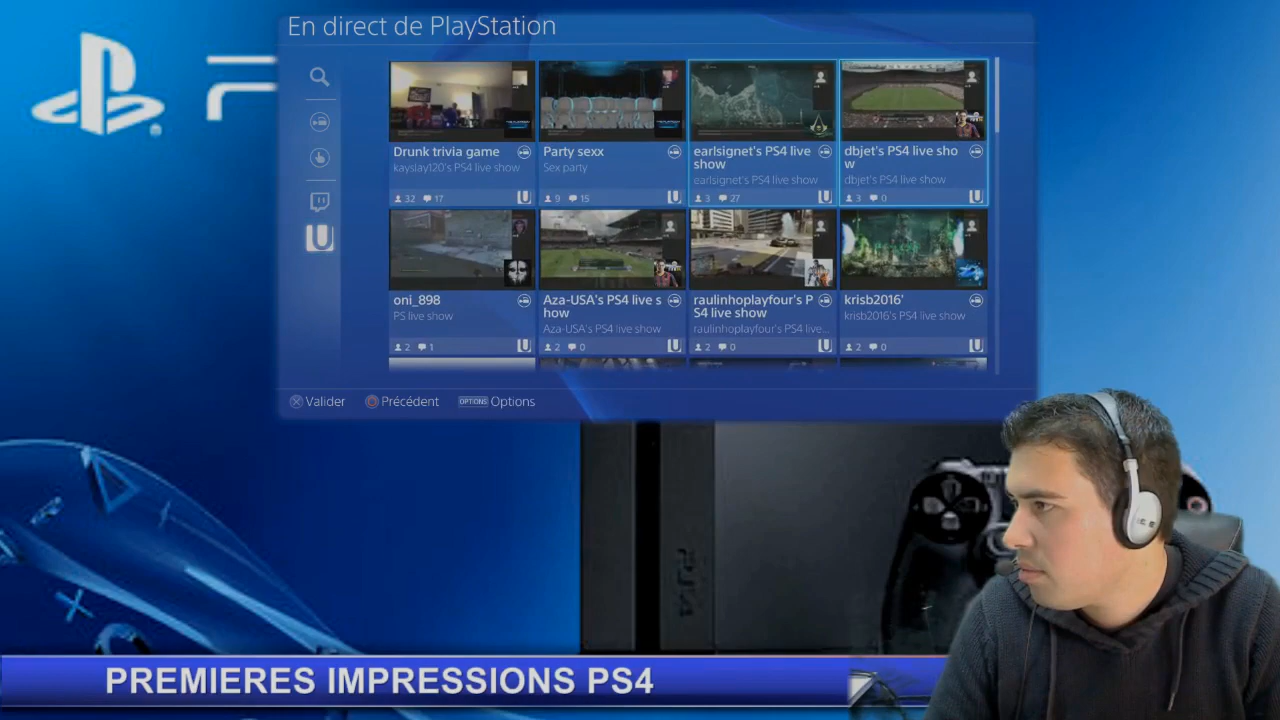 En direct de PlayStation
Drunk trivia game
kayslay120's PS4 live show
32 17
Party sexx
Sex party
9 15
earlsignet's PS4 live
show
earlsignet's PS4 live show
3 27
dbjet's PS4 live sho
w
dbjet's PS4 live show
3 0
oni_898
PS live show
2 1
Aza-USA's PS4 live s
how
Aza-USA's PS4 live show
2 0
raulinhoplayfour's P
S4 live show
raulinhoplayfour's PS4 live...
2 0
krisb2016'
krisb2016's PS4 live show
2 0
Valider
Précédent
OPTIONS Options
PS4
PREMIERES IMPRESSIONS PS4